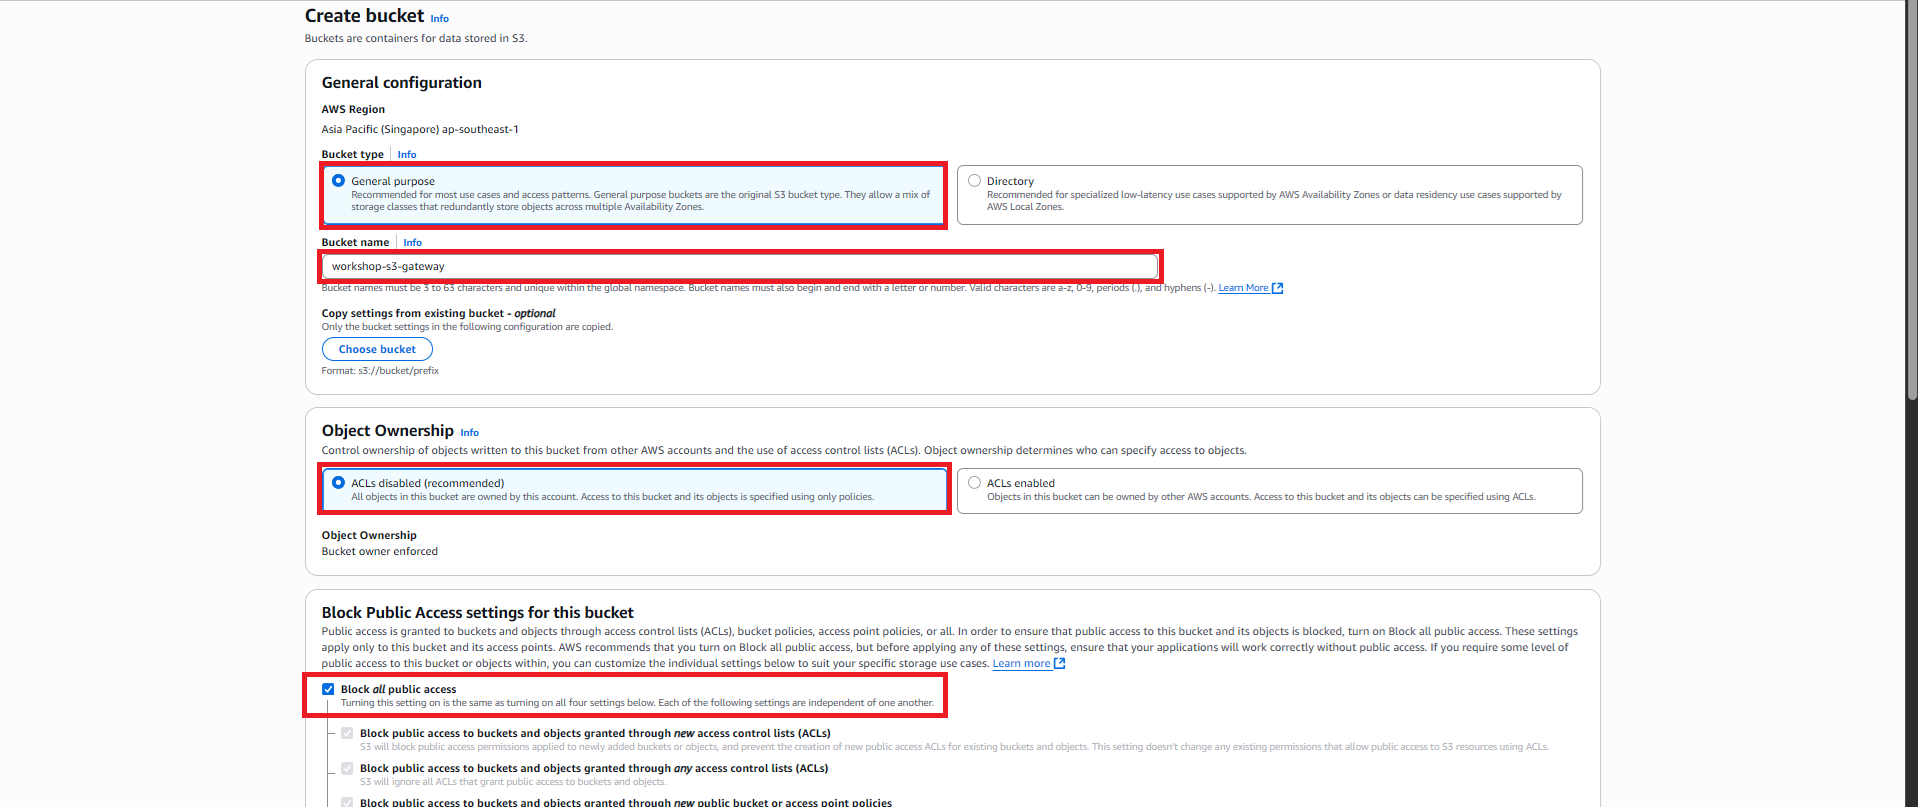 Create bucket Info
Buckets are containers for data stored in S3.
General configuration
AWS Region
Asia Pacific (Singapore) ap-southeast-1
Bucket type Info
General purpose
Recommended for most use cases and access patterns. General purpose buckets are the original S3 bucket type. They allow a mix of
storage classes that redundantly store objects across multiple Availability Zones.
Directory
Recommended for specialized low-latency use cases supported by AWS Availability Zones or data residency use cases supported by
AWS Local Zones.
Bucket name Info
workshop-s3-gateway
Bucket names must be 3 to 63 characters and unique within the global namespace. Bucket names must also begin and end with a letter or number. Valid characters are a-z, 0-9, periods (.), and hyphens (-). Learn More
Copy settings from existing bucket - optional
Only the bucket settings in the following configuration are copied.
Choose bucket
Format: s3://bucket/prefix
Object Ownership Info
Control ownership of objects written to this bucket from other AWS accounts and the use of access control lists (ACLs). Object ownership determines who can specify access to objects.
ACLs disabled (recommended)
All objects in this bucket are owned by this account. Access to this bucket and its objects is specified using only policies.
ACLs enabled
Objects in this bucket can be owned by other AWS accounts. Access to this bucket and its objects can be specified using ACLs.
Object Ownership
Bucket owner enforced
Block Public Access settings for this bucket
Public access is granted to buckets and objects through access control lists (ACLs), bucket policies, access point policies, or all. In order to ensure that public access to this bucket and its objects is blocked, turn on Block all public access. These settings
apply only to this bucket and its access points. AWS recommends that you turn on Block all public access, but before applying any of these settings, ensure that your applications will work correctly without public access. If you require some level of
public access to this bucket or objects within, you can customize the individual settings below to suit your specific storage use cases. Learn more
Block all public access
Turning this setting on is the same as turning on all four settings below. Each of the following settings are independent of one another.
Block public access to buckets and objects granted through new access control lists (ACLs)
S3 will block public access permissions applied to newly added buckets or objects, and prevent the creation of new public access ACLs for existing buckets and objects. This setting doesn't change any existing permissions that allow public access to S3 resources using ACLs.
Block public access to buckets and objects granted through any access control lists (ACLs)
S3 will ignore all ACLs that grant public access to buckets and objects.
Block public access to buckets and objects granted through new public bucket or access point policies